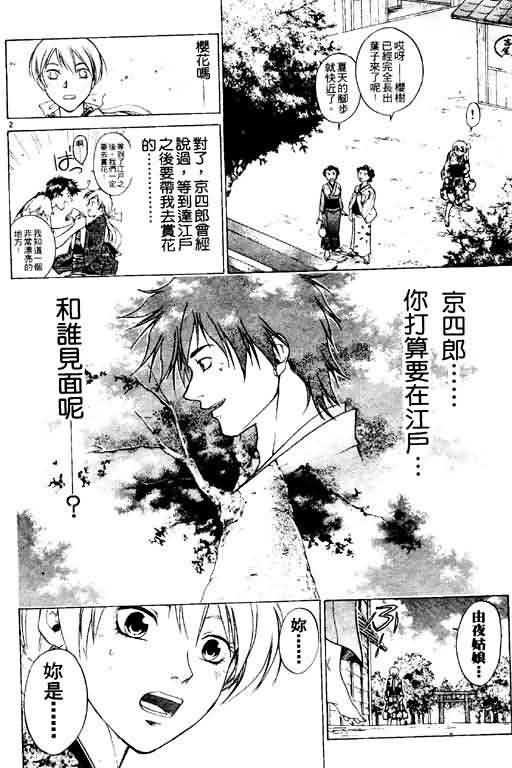 哎呀——櫻樹
已經完全長出
葉子來了呢！
夏天的腳步
就快近了。
櫻花嗎
2
對了，京四郎曾經
說過，等到達江戶
之後要帶我去賞花
的……
啊！
等到了江戶之
後，我們一定
要去賞花。
ばっ
我知道一個
非常漂亮的
地方！
京四郎……
你打算要在江戶…
和誰見面呢——？
由夜姑娘…
妳……
妳是……